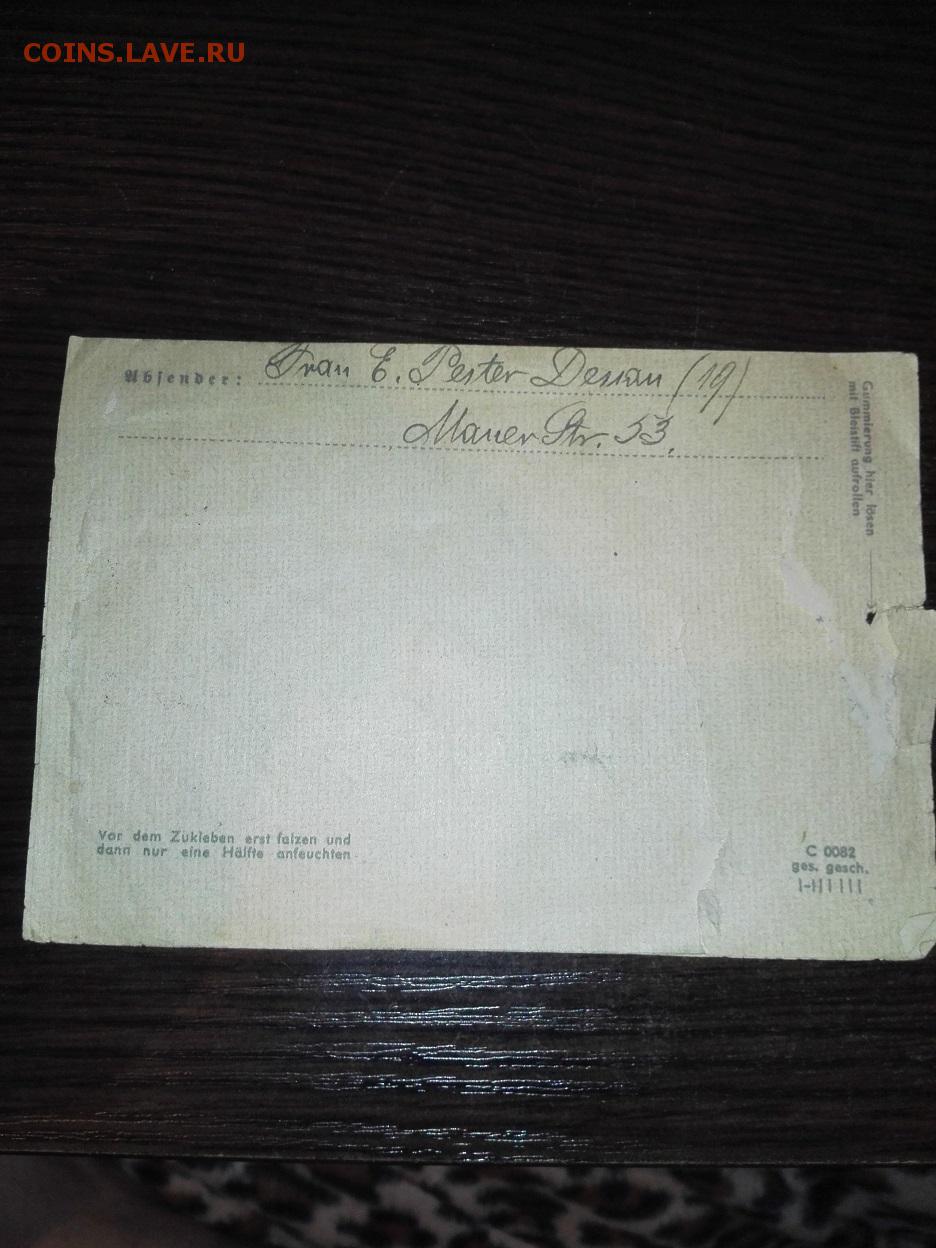 COINS.LAVE.RU
Absender: Frau E. Pester Dessau (19)
Mauer Str. 53.
Gummierung hier lösen
mit Bleistift aufrollen
Vor dem Zukleben erst falzen und
dann nur eine Hälfte anfeuchten
C 0082
ges. gesch.